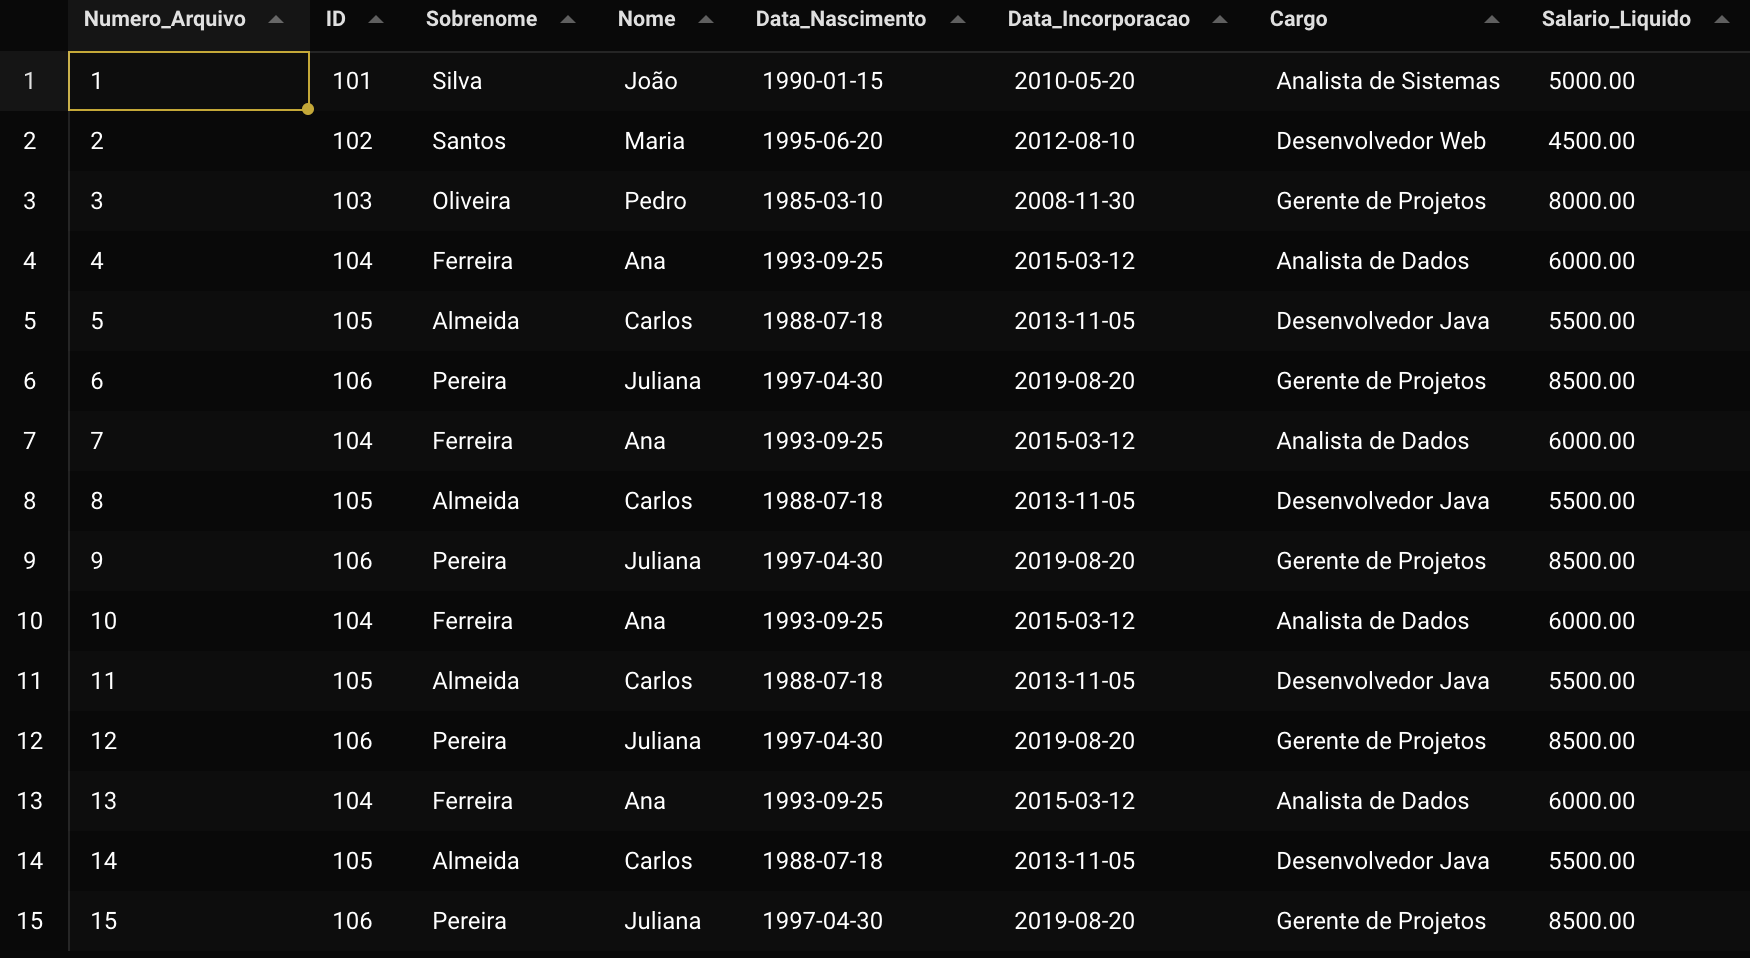 Numero_Arquivo ID Sobrenome Nome Data_Nascimento Data_Incorporacao Cargo Salario_Liquido
1 1 101 Silva João 1990-01-15 2010-05-20 Analista de Sistemas 5000.00
2 2 102 Santos Maria 1995-06-20 2012-08-10 Desenvolvedor Web 4500.00
3 3 103 Oliveira Pedro 1985-03-10 2008-11-30 Gerente de Projetos 8000.00
4 4 104 Ferreira Ana 1993-09-25 2015-03-12 Analista de Dados 6000.00
5 5 105 Almeida Carlos 1988-07-18 2013-11-05 Desenvolvedor Java 5500.00
6 6 106 Pereira Juliana 1997-04-30 2019-08-20 Gerente de Projetos 8500.00
7 7 104 Ferreira Ana 1993-09-25 2015-03-12 Analista de Dados 6000.00
8 8 105 Almeida Carlos 1988-07-18 2013-11-05 Desenvolvedor Java 5500.00
9 9 106 Pereira Juliana 1997-04-30 2019-08-20 Gerente de Projetos 8500.00
10 10 104 Ferreira Ana 1993-09-25 2015-03-12 Analista de Dados 6000.00
11 11 105 Almeida Carlos 1988-07-18 2013-11-05 Desenvolvedor Java 5500.00
12 12 106 Pereira Juliana 1997-04-30 2019-08-20 Gerente de Projetos 8500.00
13 13 104 Ferreira Ana 1993-09-25 2015-03-12 Analista de Dados 6000.00
14 14 105 Almeida Carlos 1988-07-18 2013-11-05 Desenvolvedor Java 5500.00
15 15 106 Pereira Juliana 1997-04-30 2019-08-20 Gerente de Projetos 8500.00